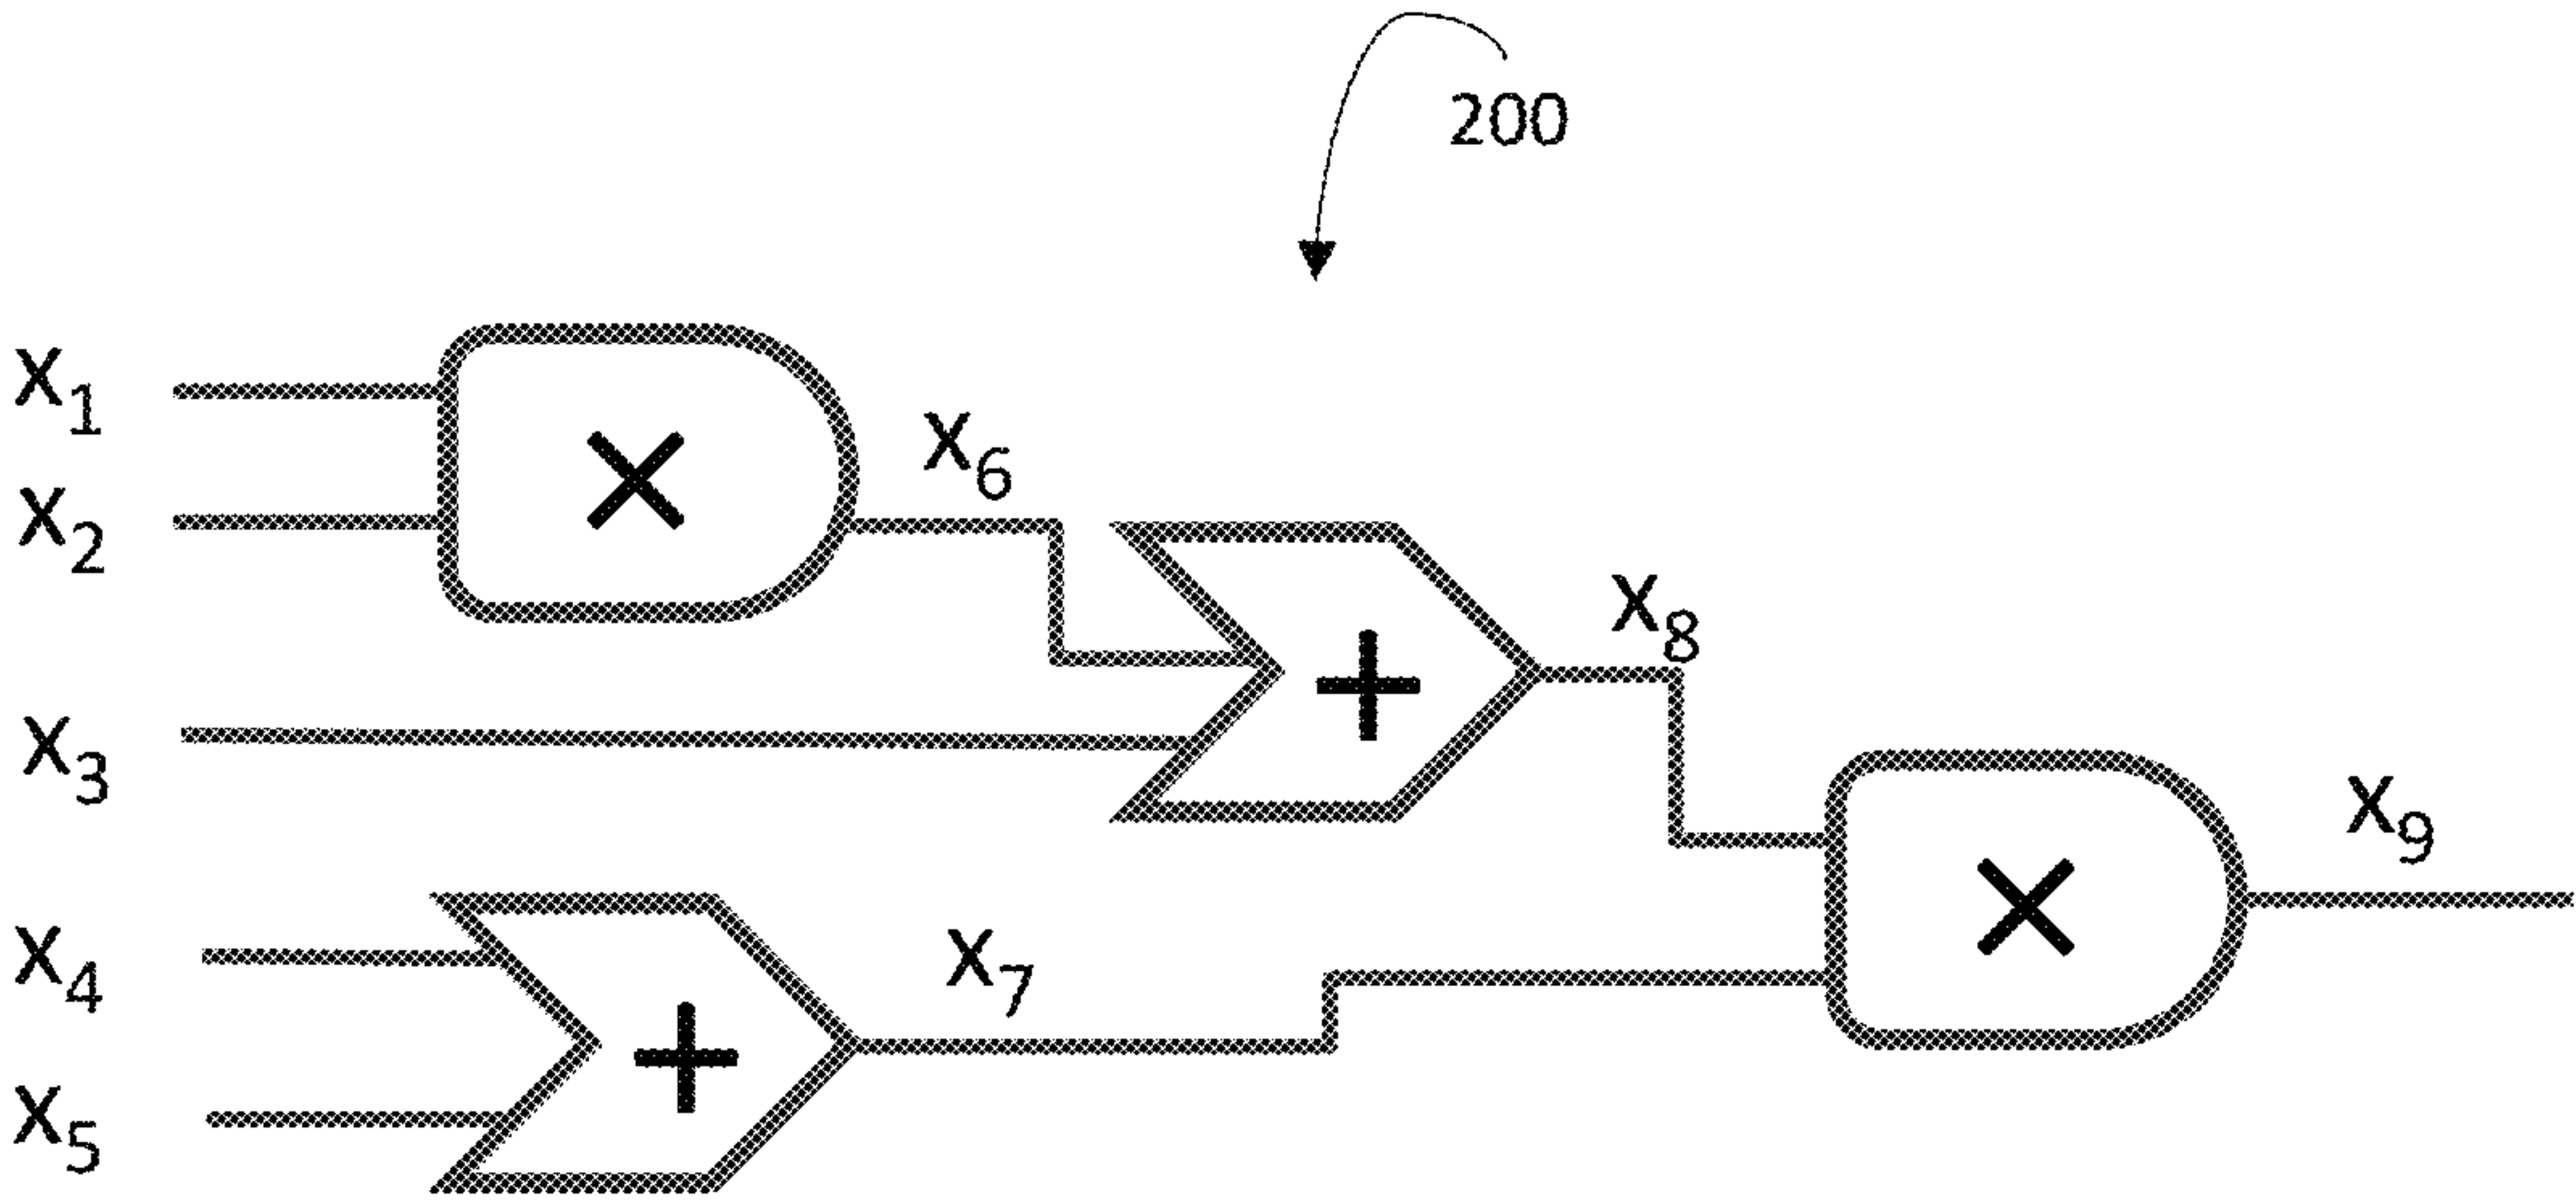 200
x₁
x₂
x₆
x₃
x₈
x₄
x₅
x₇
x₉
×
+
+
×